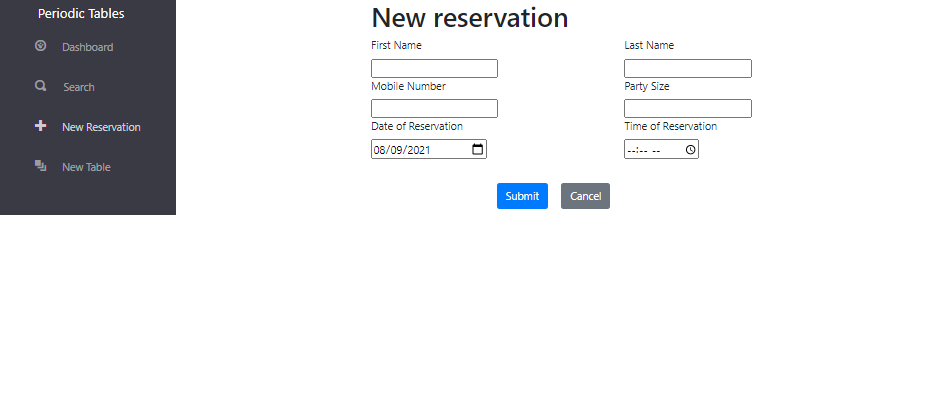 Periodic Tables
Dashboard
Search
New Reservation
New Table
New reservation
First Name
Last Name
Mobile Number
Party Size
Date of Reservation
Time of Reservation
08/09/2021
--:-- --
Submit
Cancel